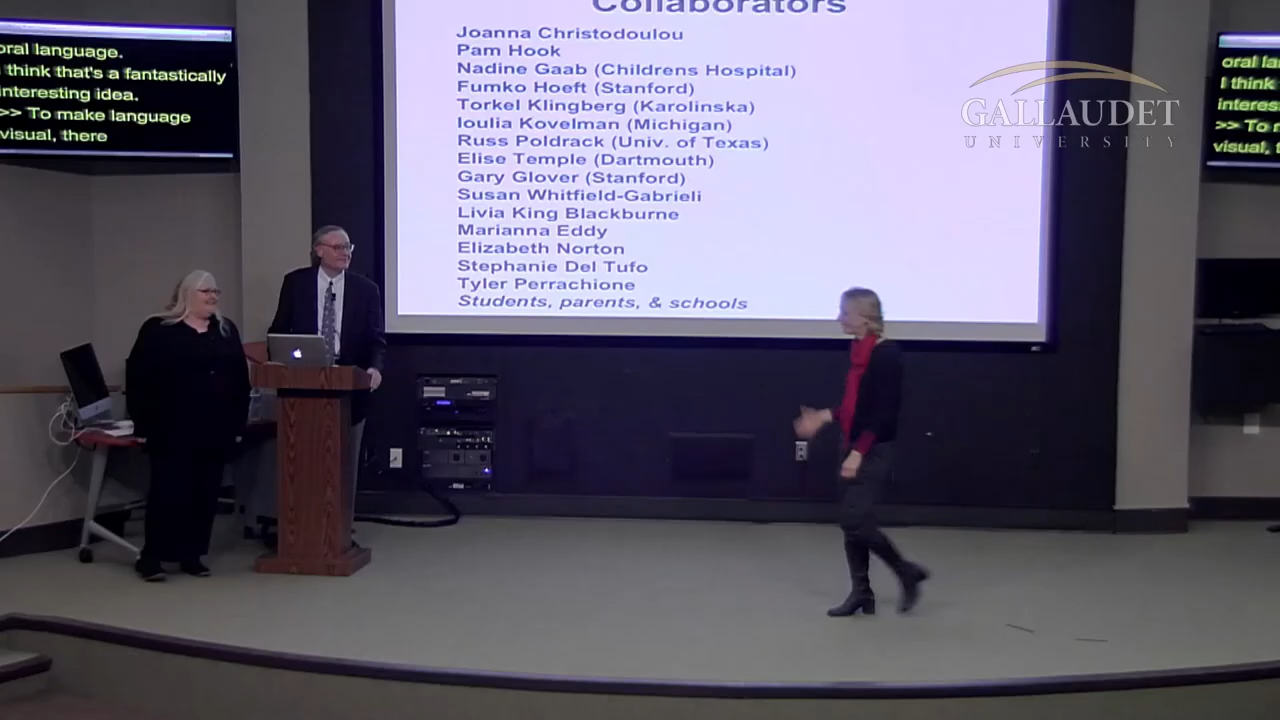 oral language.
think that's a fantastically
interesting idea.
>> To make language
visual, there
Collaborators
Joanna Christodoulou
Pam Hook
Nadine Gaab (Childrens Hospital)
Fumko Hoeft (Stanford)
Torkel Klingberg (Karolinska)
Ioulia Kovelman (Michigan)
Russ Poldrack (Univ. of Texas)
Elise Temple (Dartmouth)
Gary Glover (Stanford)
Susan Whitfield-Gabrieli
Livia King Blackburne
Marianna Eddy
Elizabeth Norton
Stephanie Del Tufo
Tyler Perrachione
Students, parents, & schools
GALLAUDET
UNIVERSITY
oral la
I think
interes
>> To
visual, t